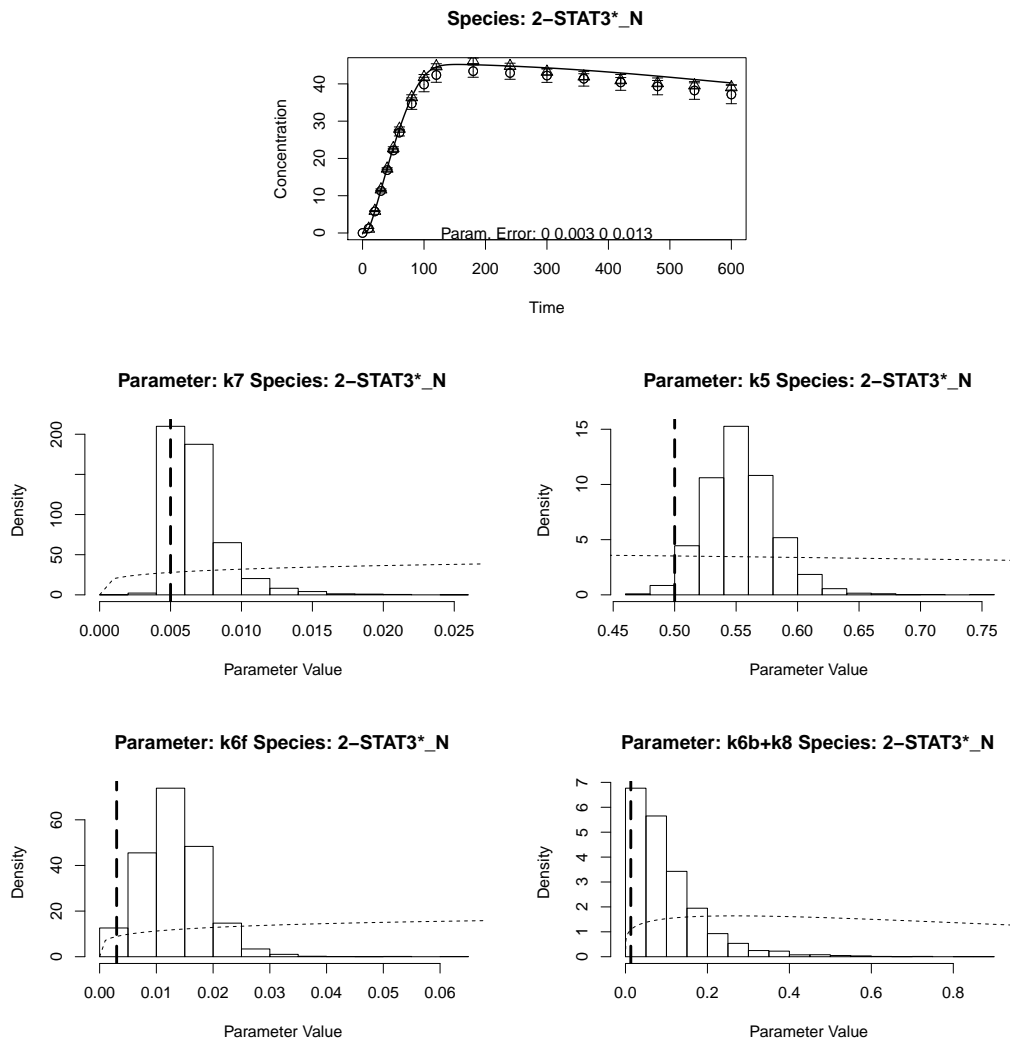 Species: 2−STAT3*_N
Concentration
40
30
20
10
0
Param. Error: 0 0.003 0 0.013
0 100 200 300 400 500 600
Time
Parameter: k7 Species: 2−STAT3*_N
Density
200
100
50
0
0.000 0.005 0.010 0.015 0.020 0.025
Parameter Value
Parameter: k5 Species: 2−STAT3*_N
Density
15
10
5
0
0.45 0.50 0.55 0.60 0.65 0.70 0.75
Parameter Value
Parameter: k6f Species: 2−STAT3*_N
Density
60
40
20
0
0.00 0.01 0.02 0.03 0.04 0.05 0.06
Parameter Value
Parameter: k6b+k8 Species: 2−STAT3*_N
Density
7
6
5
4
3
2
1
0
0.0 0.2 0.4 0.6 0.8
Parameter Value